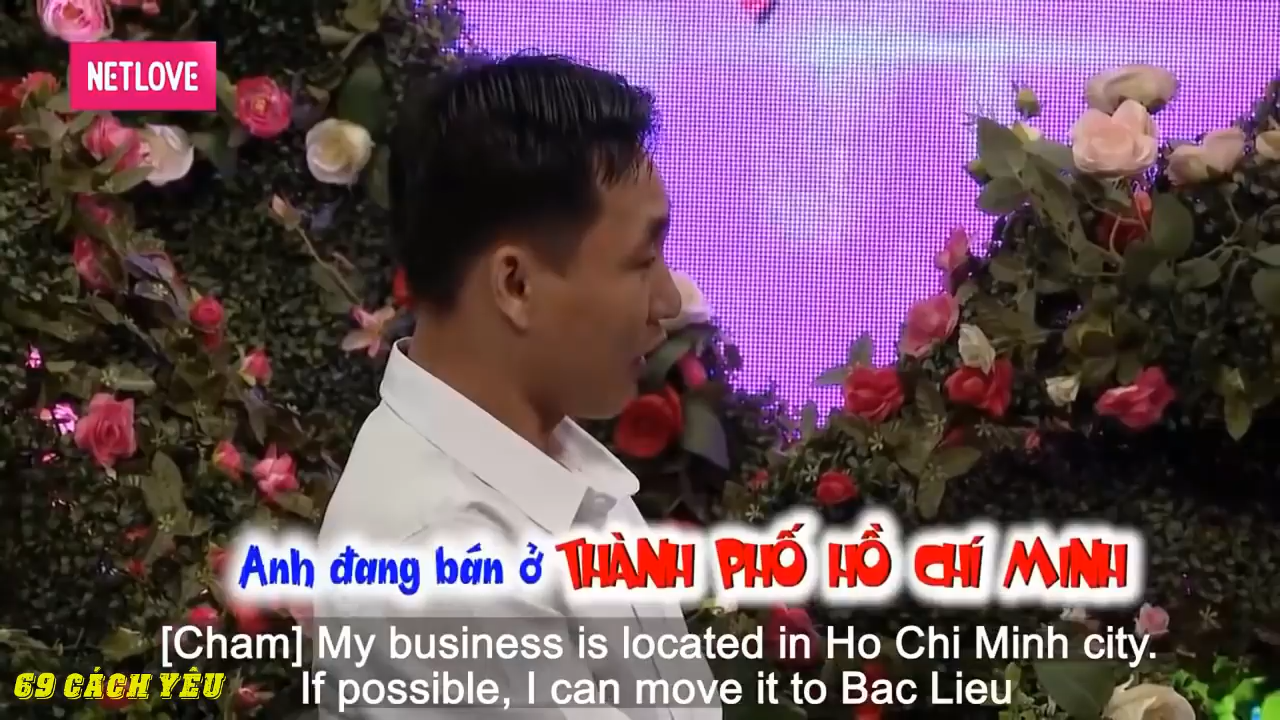 NETLOVE
Anh đang bán ở THÀNH PHỐ HỒ CHÍ MINH
[Cham] My business is located in Ho Chi Minh city.
If possible, I can move it to Bac Lieu
69 CÁCH YÊU